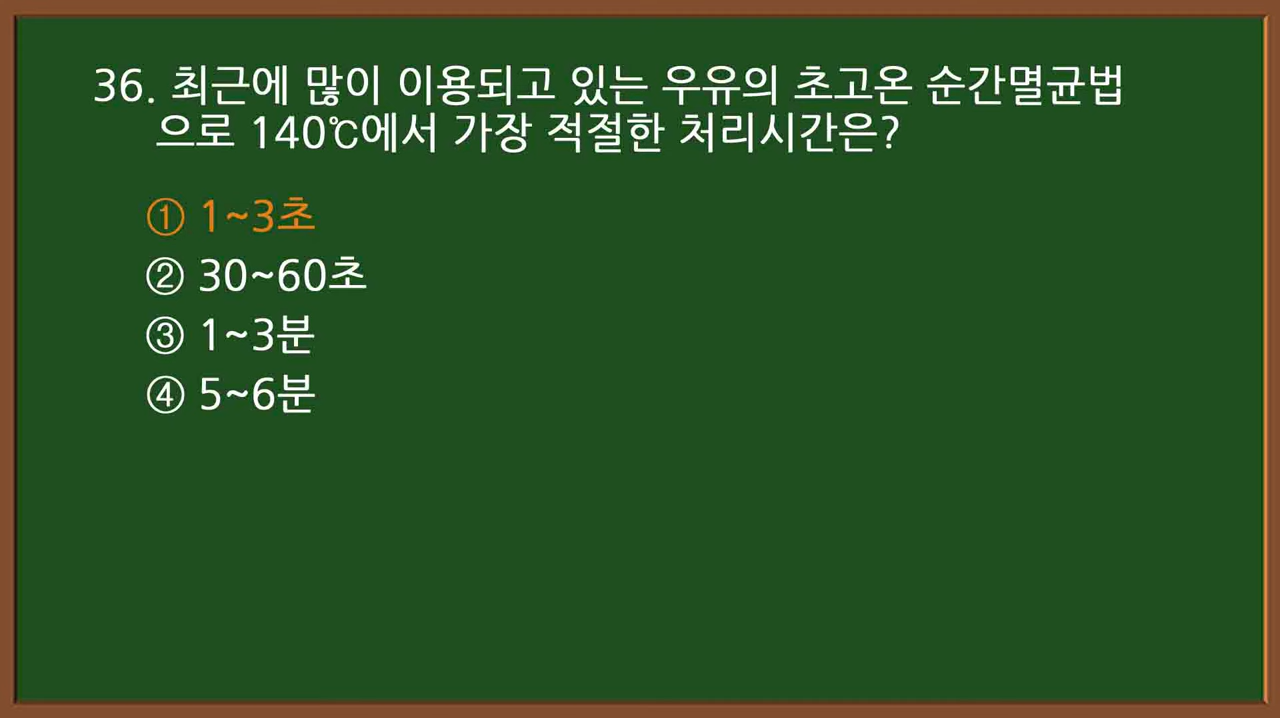 36. 최근에 많이 이용되고 있는 우유의 초고온 순간멸균법
으로 140℃에서 가장 적절한 처리시간은?
① 1~3초
② 30~60초
③ 1~3분
④ 5~6분